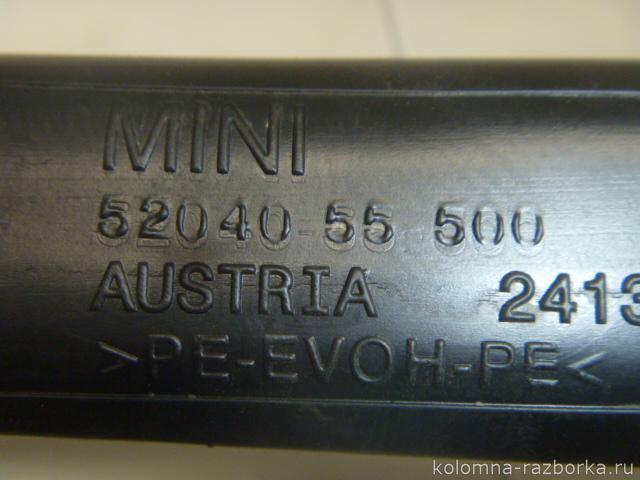 MINI
52040-55.500
AUSTRIA 2413
>PE-EVOH-PE<
kolomna-razborka.ru